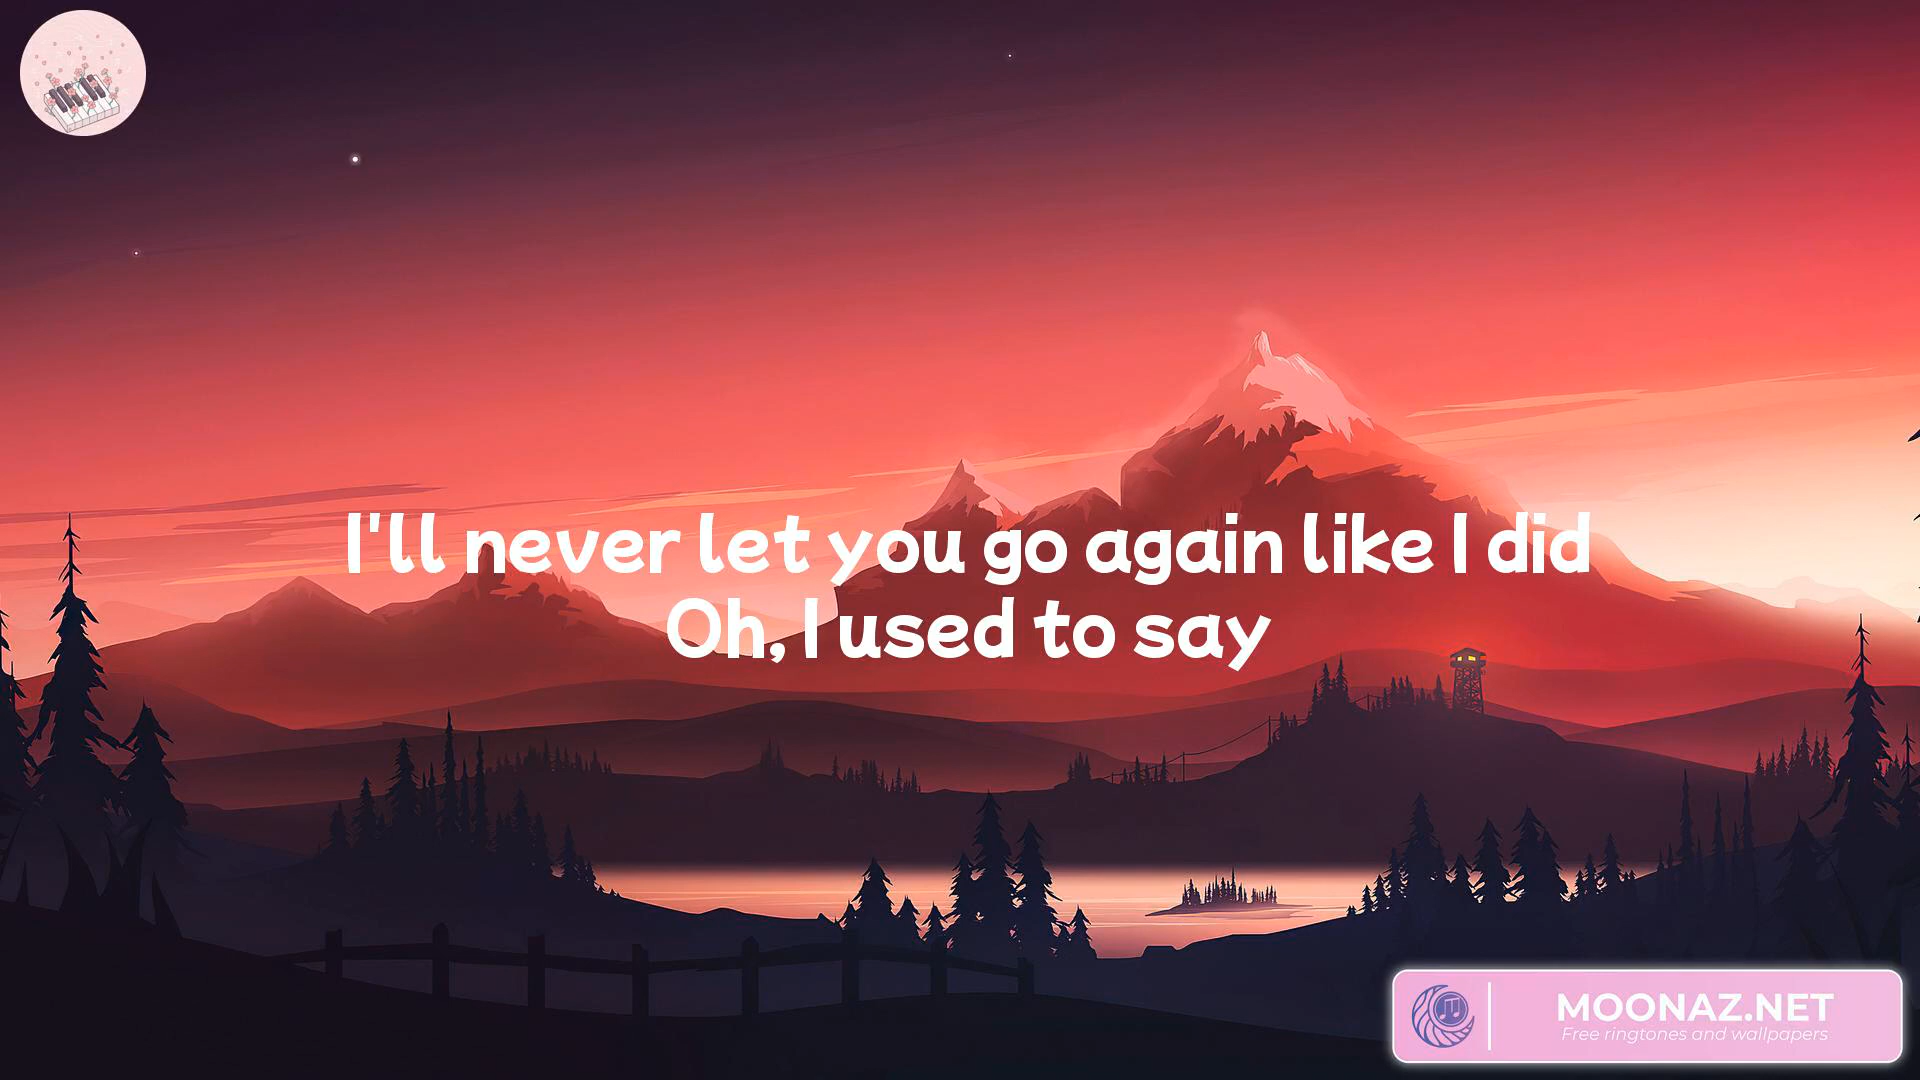 I'll never let you go again like I did
Oh, I used to say
MOONAZ.NET
Free ringtones and wallpapers